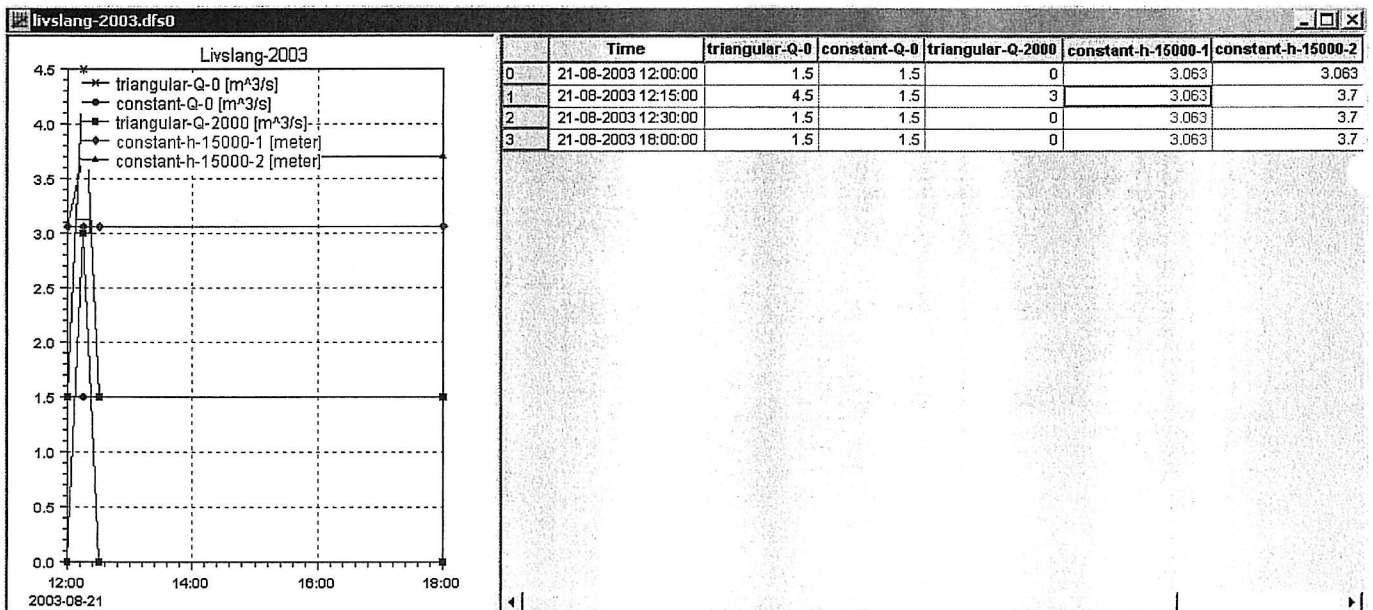 livslang-2003.dfs0
Livslang-2003
4.5
triangular-Q-0 [m^3/s]
constant-Q-0 [m^3/s]
4.0
triangular-Q-2000 [m^3/s]
constant-h-15000-1 [meter]
constant-h-15000-2 [meter]
3.5
3.0
2.5
2.0
1.5
1.0
0.5
0.0
12:00 14:00 16:00 18:00
2003-08-21
Time triangular-Q-0 constant-Q-0 triangular-Q-2000 constant-h-15000-1 constant-h-15000-2
0 21-08-2003 12:00:00 1.5 1.5 0 3.063 3.063
1 21-08-2003 12:15:00 4.5 1.5 3 3.063 3.7
2 21-08-2003 12:30:00 1.5 1.5 0 3.063 3.7
3 21-08-2003 18:00:00 1.5 1.5 0 3.063 3.7